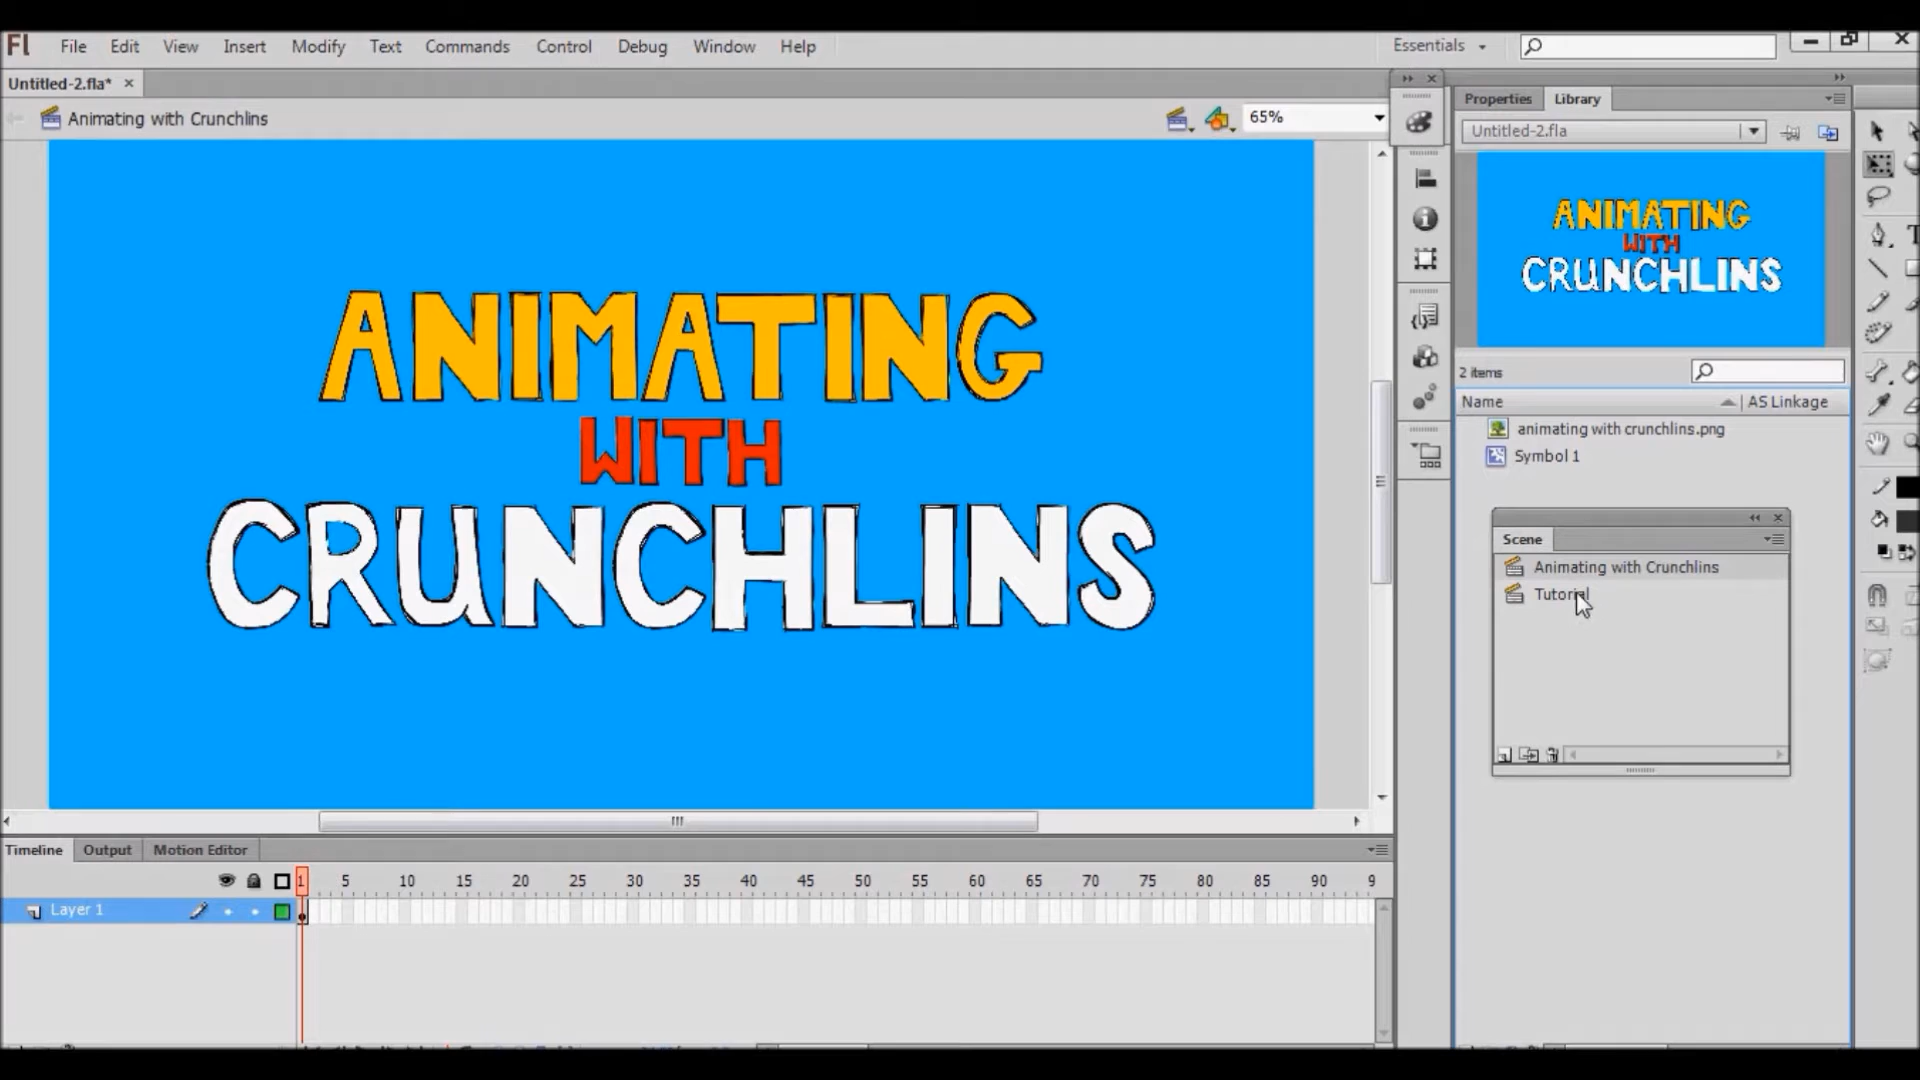 Fl File Edit View Insert Modify Text Commands Control Debug Window Help Essentials
Untitled-2.fla*
Animating with Crunchlins 65%
Properties Library
Untitled-2.fla
ANIMATING
WITH
CRUNCHLINS
2 items
Name AS Linkage
animating with crunchlins.png
Symbol 1
Scene
Animating with Crunchlins
Tutorial
ANIMATING
WITH
CRUNCHLINS
Timeline Output Motion Editor
1 5 10 15 20 25 30 35 40 45 50 55 60 65 70 75 80 85 90 9
Layer 1